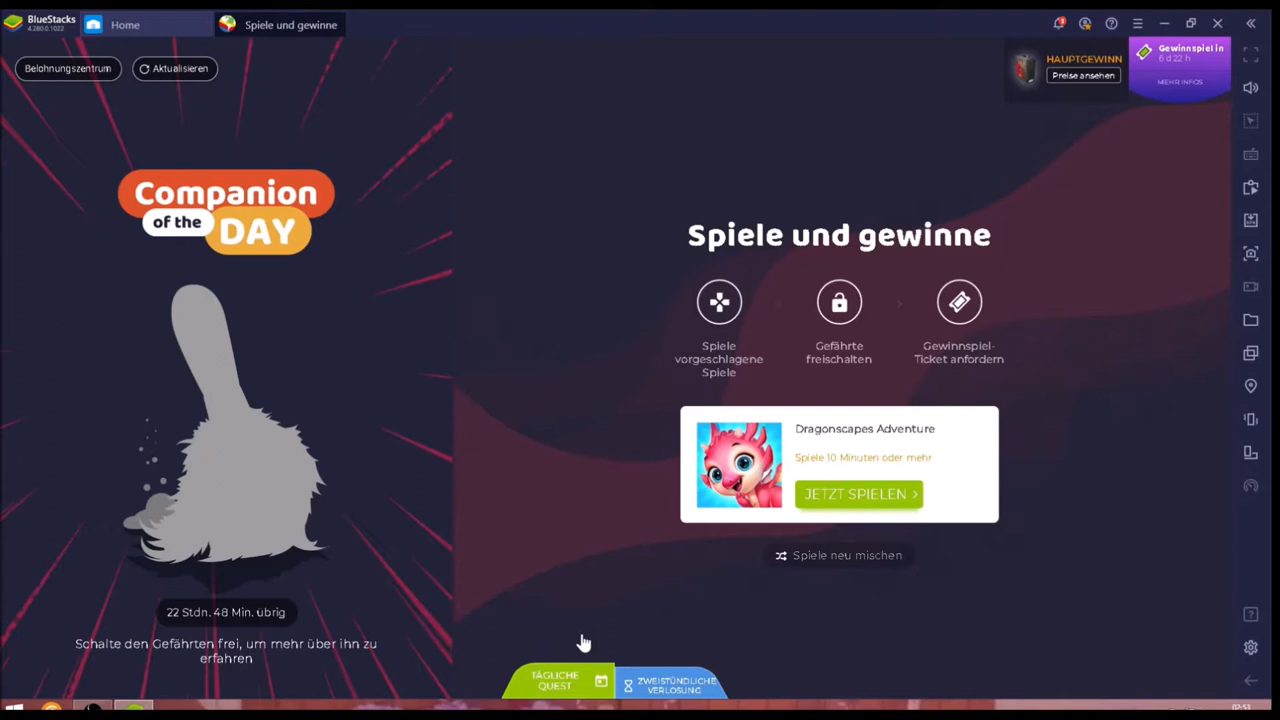 BlueStacks
4.280.0.1022
Home
Spiele und gewinne
Belohnungszentrum
Aktualisieren
HAUPTGEWINN
Preise ansehen
Gewinnspiel in
6 d 22 h
MEHR INFOS
Companion
of the
DAY
Spiele und gewinne
Spiele
vorgeschlagene
Spiele
Gefährte
freischalten
Gewinnspiel-
Ticket anfordern
Dragonscapes Adventure
Spiele 10 Minuten oder mehr
JETZT SPIELEN
Spiele neu mischen
22 Stdn. 48 Min. übrig
Schalte den Gefährten frei, um mehr über ihn zu
erfahren
TÄGLICHE
QUEST
ZWEISTÜNDLICHE
VERLOSUNG
02:53